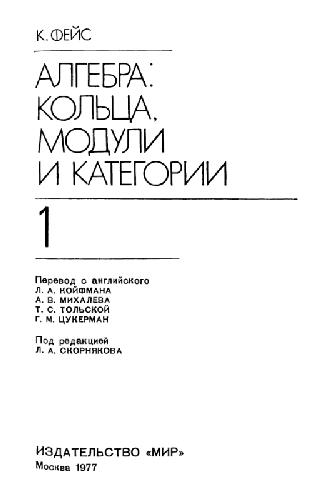 К. ФЕЙС
АЛГЕБРА:
КОЛЬЦА,
МОДУЛИ
И КАТЕГОРИИ
1
Перевод с английского
Л. А. КОЙФМАНА
А. В. МИХАЛЕВА
Т. С. ТОЛЬСКОЙ
Г. М. ЦУКЕРМАН
Под редакцией
Л. А. СКОРНЯКОВА
ИЗДАТЕЛЬСТВО «МИР»
Москва 1977